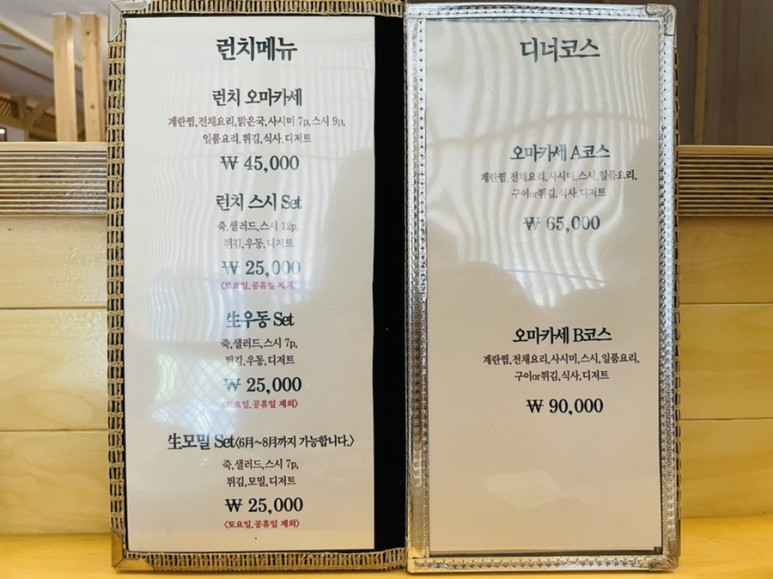 런치메뉴
런치 오마카세
계란찜,전채요리,맑은국,사시미 7p,스시 9p,
일품요리,튀김,식사,디저트
₩ 45,000
런치 스시 Set
죽,샐러드,스시 12p,
튀김,우동,디저트
₩ 25,000
<토요일,공휴일 제외>
生우동 Set
죽,샐러드,스시 7p,
튀김,우동,디저트
₩ 25,000
<토요일,공휴일 제외>
生모밀 Set<6月~8月까지 가능합니다.>
죽,샐러드,스시 7p,
튀김,모밀,디저트
₩ 25,000
<토요일,공휴일 제외>
디너코스
오마카세 A코스
계란찜,전채요리,사시미,스시,일품요리,
구이or튀김,식사,디저트
₩ 65,000
오마카세 B코스
계란찜,전채요리,사시미,스시,일품요리,
구이or튀김,식사,디저트
₩ 90,000